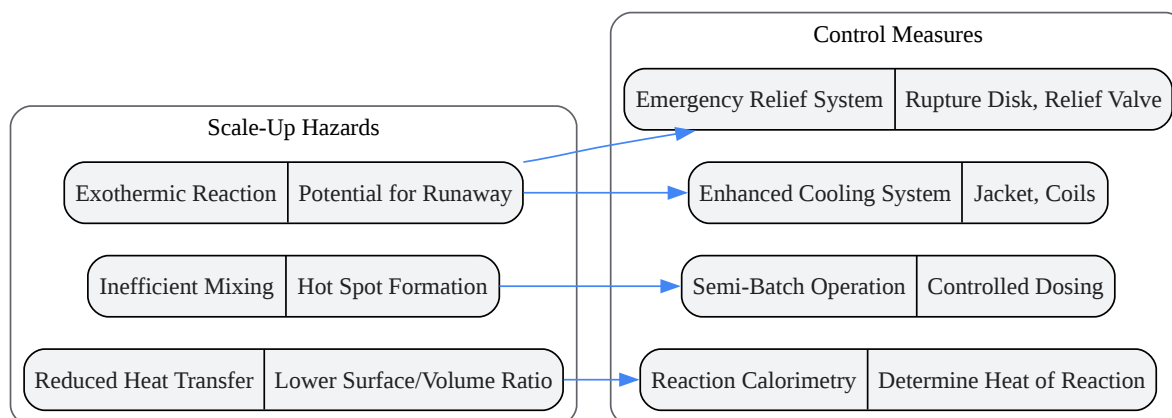 Scale-Up Hazards
Exothermic Reaction
Potential for Runaway
Inefficient Mixing
Hot Spot Formation
Reduced Heat Transfer
Lower Surface/Volume Ratio
Control Measures
Emergency Relief System
Rupture Disk, Relief Valve
Enhanced Cooling System
Jacket, Coils
Semi-Batch Operation
Controlled Dosing
Reaction Calorimetry
Determine Heat of Reaction